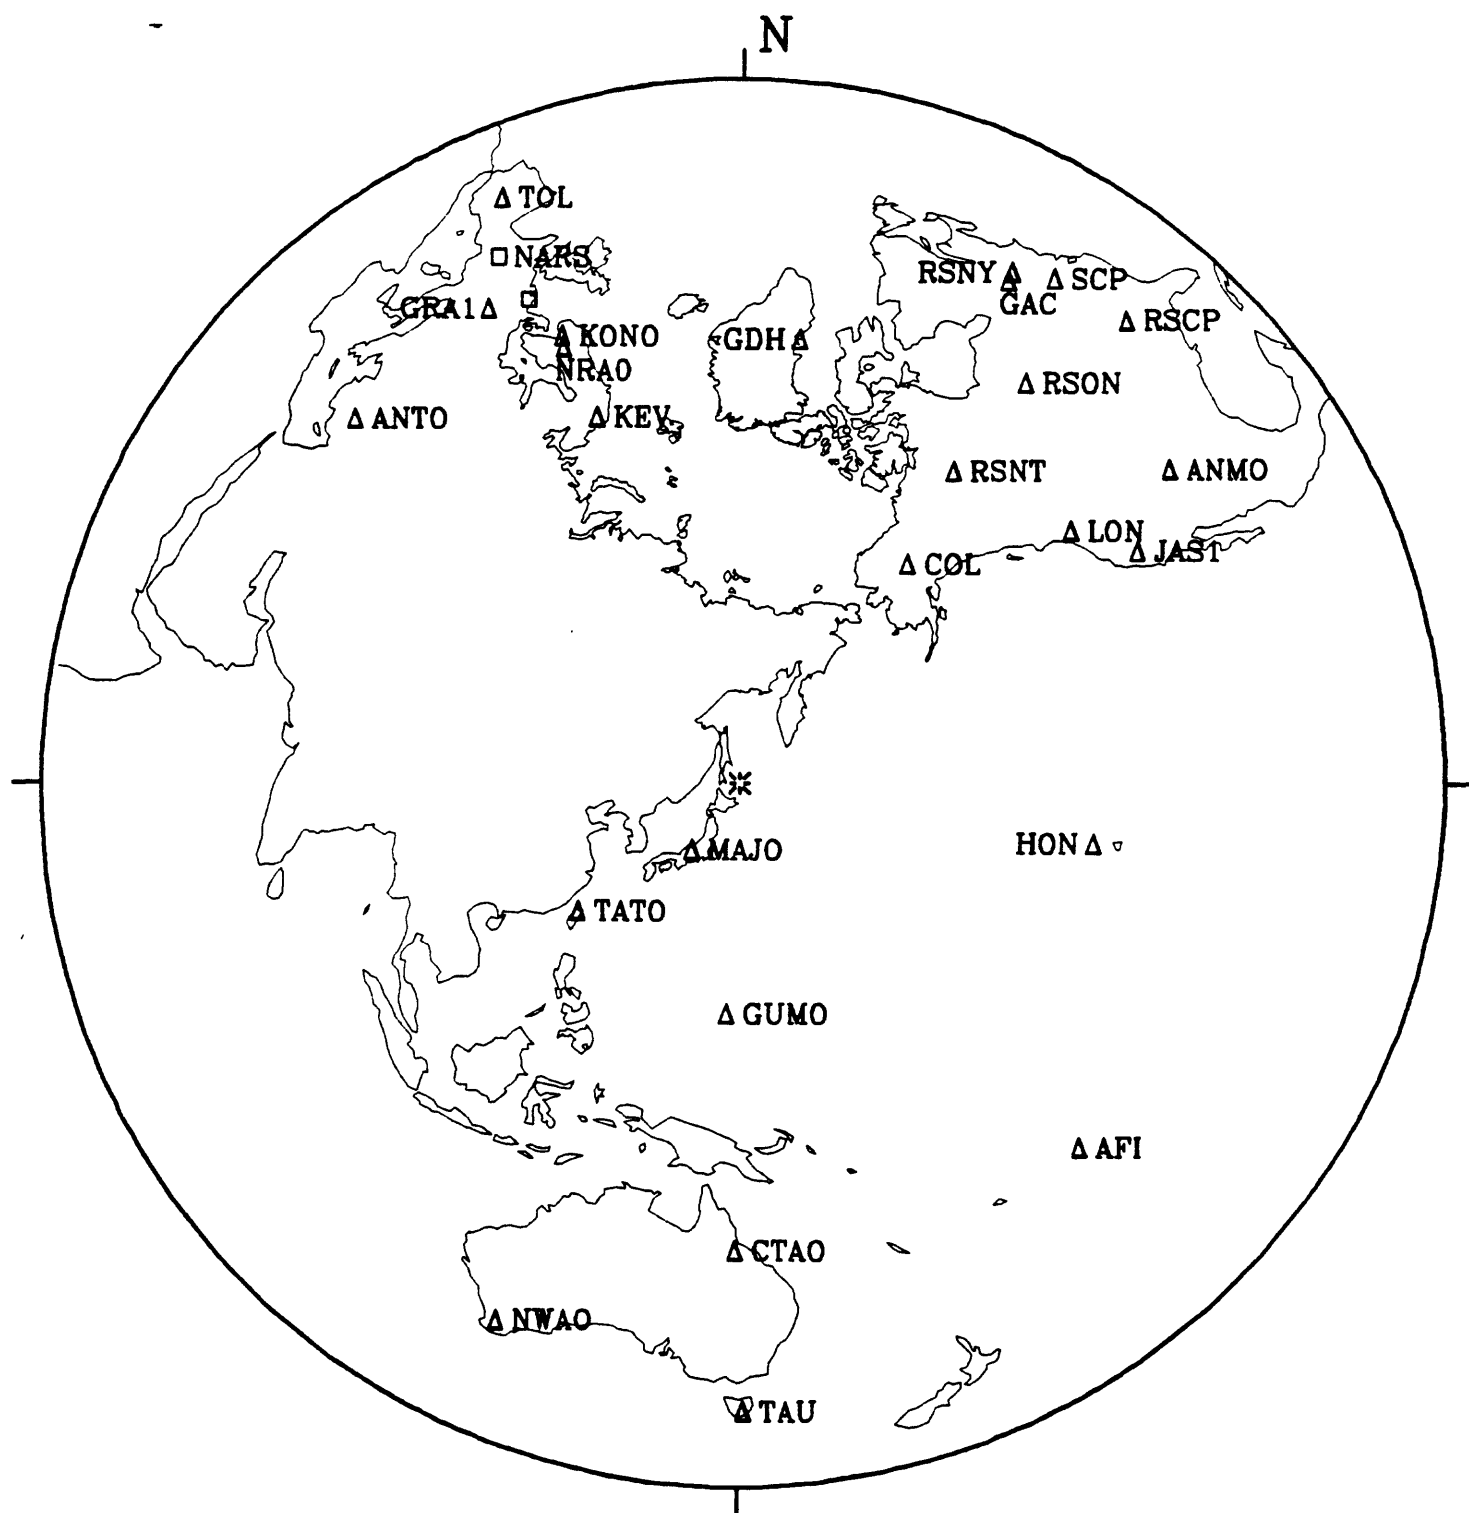 N
TOL
NARS
RSNY
SCP
GAC
GRA1
RSCP
KONO
GDH
NRAO
RSON
ANTO
KEV
RSNT
ANMO
LON
JAS1
COL
HON
MAJO
TATO
GUMO
AFI
CTAO
NWAO
TAU